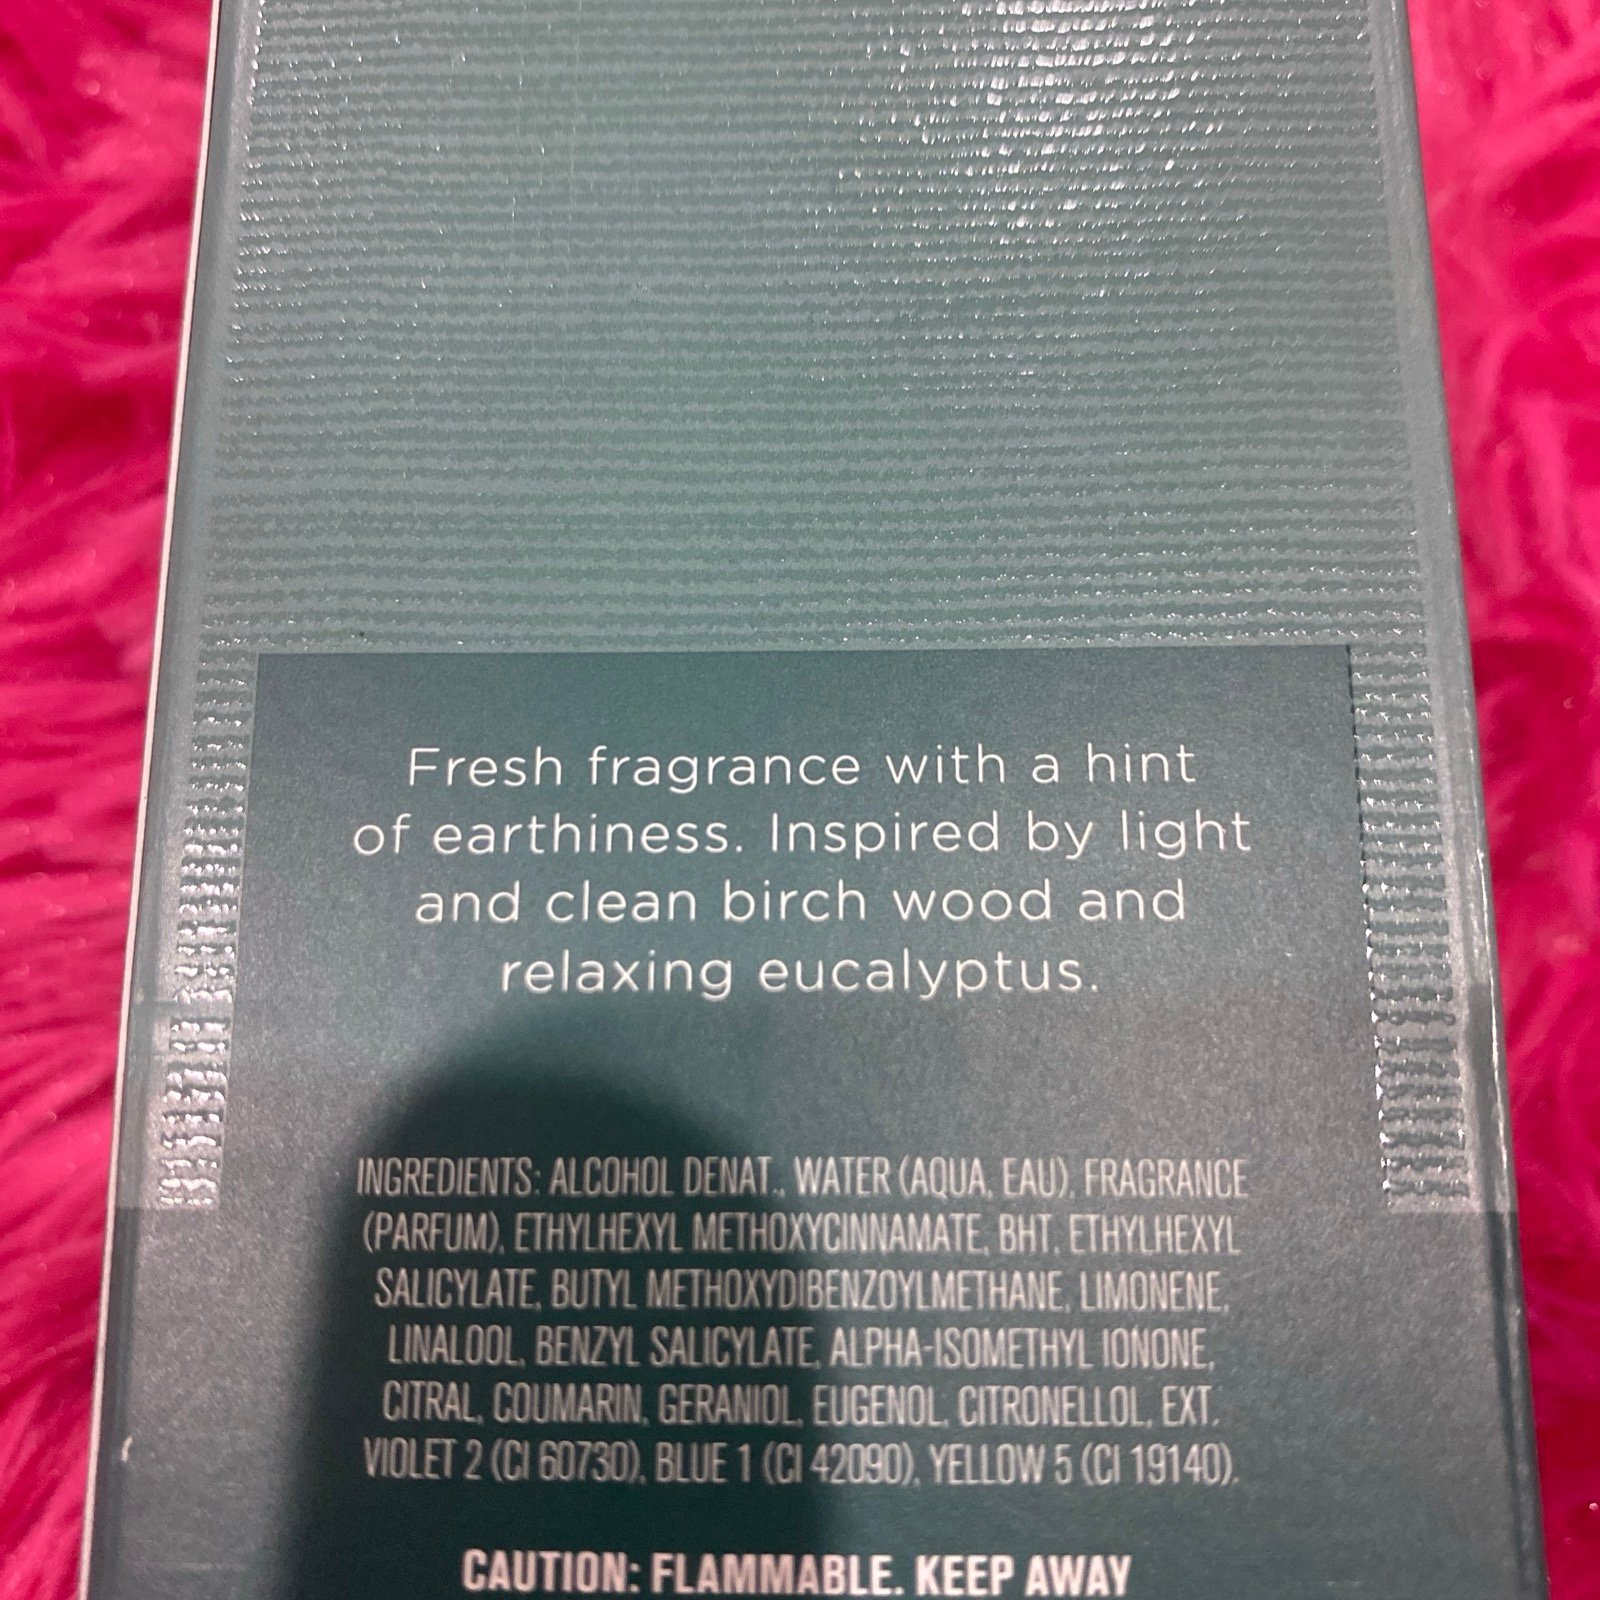 Fresh fragrance with a hint
of earthiness. Inspired by light
and clean birch wood and
relaxing eucalyptus.
INGREDIENTS: ALCOHOL DENAT., WATER (AQUA, EAU), FRAGRANCE
(PARFUM), ETHYLHEXYL METHOXYCINNAMATE, BHT, ETHYLHEXYL
SALICYLATE, BUTYL METHOXYDIBENZOYLMETHANE, LIMONENE,
LINALOOL, BENZYL SALICYLATE, ALPHA-ISOMETHYL IONONE,
CITRAL, COUMARIN, GERANIOL, EUGENOL, CITRONELLOL, EXT.
VIOLET 2 (CI 60730), BLUE 1 (CI 42090), YELLOW 5 (CI 19140).
CAUTION: FLAMMABLE. KEEP AWAY